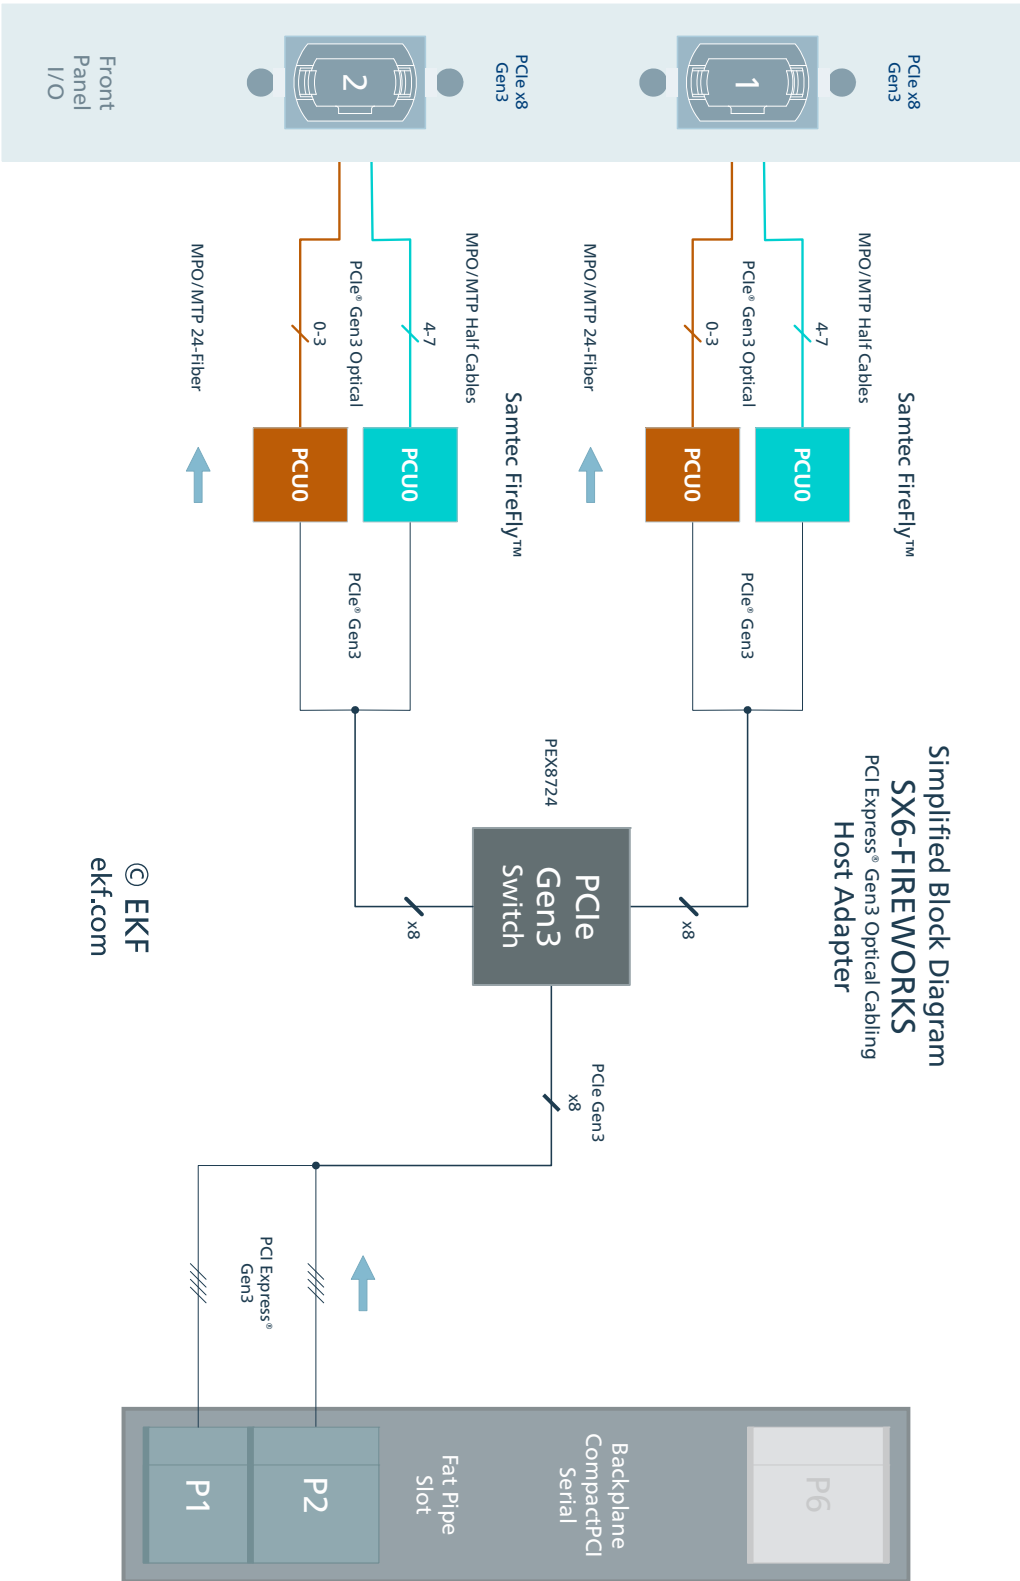 Simplified Block Diagram
SX6-FIREWORKS
PCI Express® Gen3 Optical Cabling
Host Adapter
PCIe x8
Gen3
1
MPO/MTP Half Cables
4-7
PCIe® Gen3 Optical
0-3
MPO/MTP 24-Fiber
Samtec FireFly™
PCU0
PCU0
PCIe® Gen3
PCIe x8
Gen3
2
MPO/MTP Half Cables
4-7
PCIe® Gen3 Optical
0-3
MPO/MTP 24-Fiber
Samtec FireFly™
PCU0
PCU0
PCIe® Gen3
Front
Panel
I/O
x8
PEX8724
PCIe
Gen3
Switch
x8
PCIe Gen3
x8
PCI Express®
Gen3
P6
Backplane
CompactPCI
Serial
Fat Pipe
Slot
P2
P1
© EKF
ekf.com